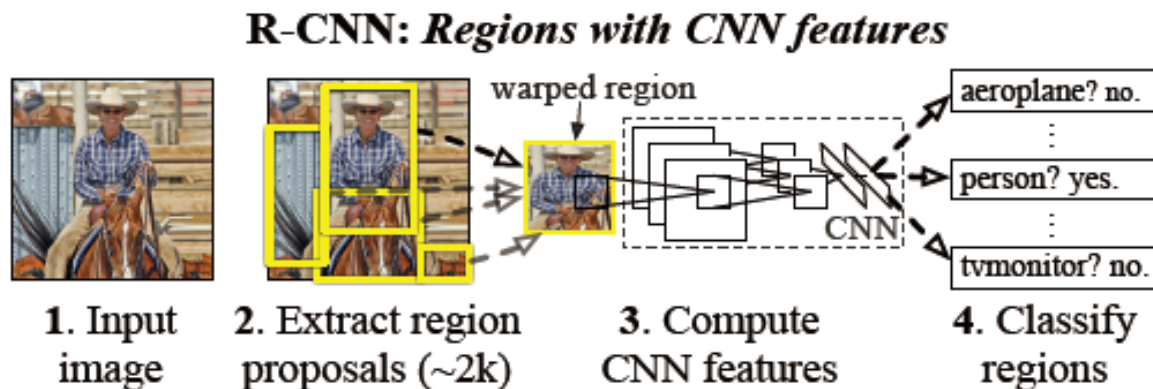 R-CNN: Regions with CNN features
warped region
aeroplane? no.
person? yes.
CNN
tvmonitor? no.
1. Input
image
2. Extract region
proposals (~2k)
3. Compute
CNN features
4. Classify
regions